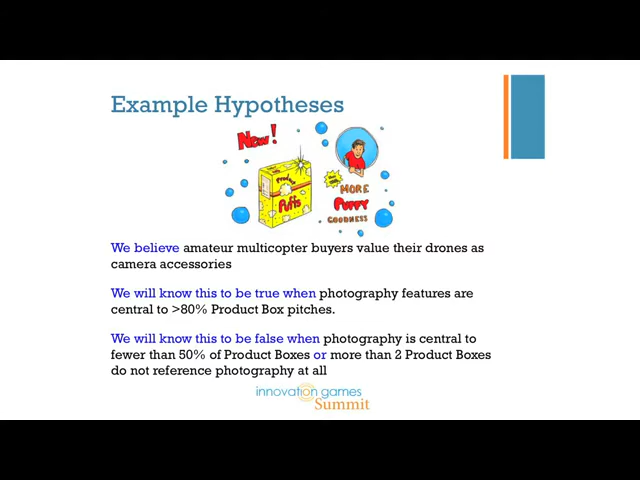 Example Hypotheses
New!
Product
Puffs
MORE
PUFFY
GOODNESS
We believe amateur multicopter buyers value their drones as
camera accessories
We will know this to be true when photography features are
central to >80% Product Box pitches.
We will know this to be false when photography is central to
fewer than 50% of Product Boxes or more than 2 Product Boxes
do not reference photography at all
innovation games
Summit